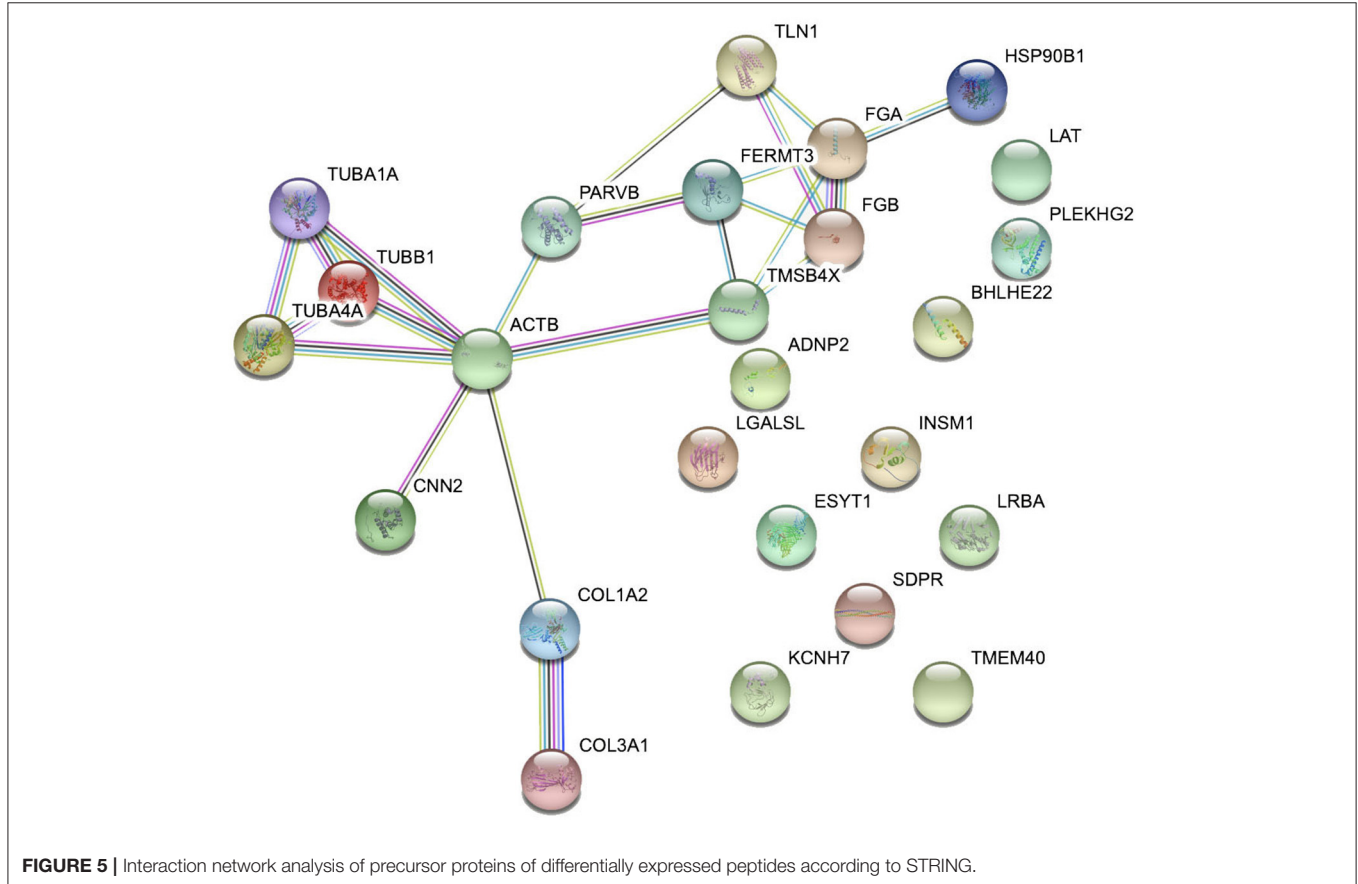 TLN1
HSP90B1
FGA
LAT
FERMT3
TUBA1A
PARVB
FGB
PLEKHG2
TUBB1
TMSB4X
BHLHE22
TUBA4A
ACTB
ADNP2
LGALSL
INSM1
CNN2
ESYT1
LRBA
SDPR
COL1A2
KCNH7
TMEM40
COL3A1
FIGURE 5 | Interaction network analysis of precursor proteins of differentially expressed peptides according to STRING.